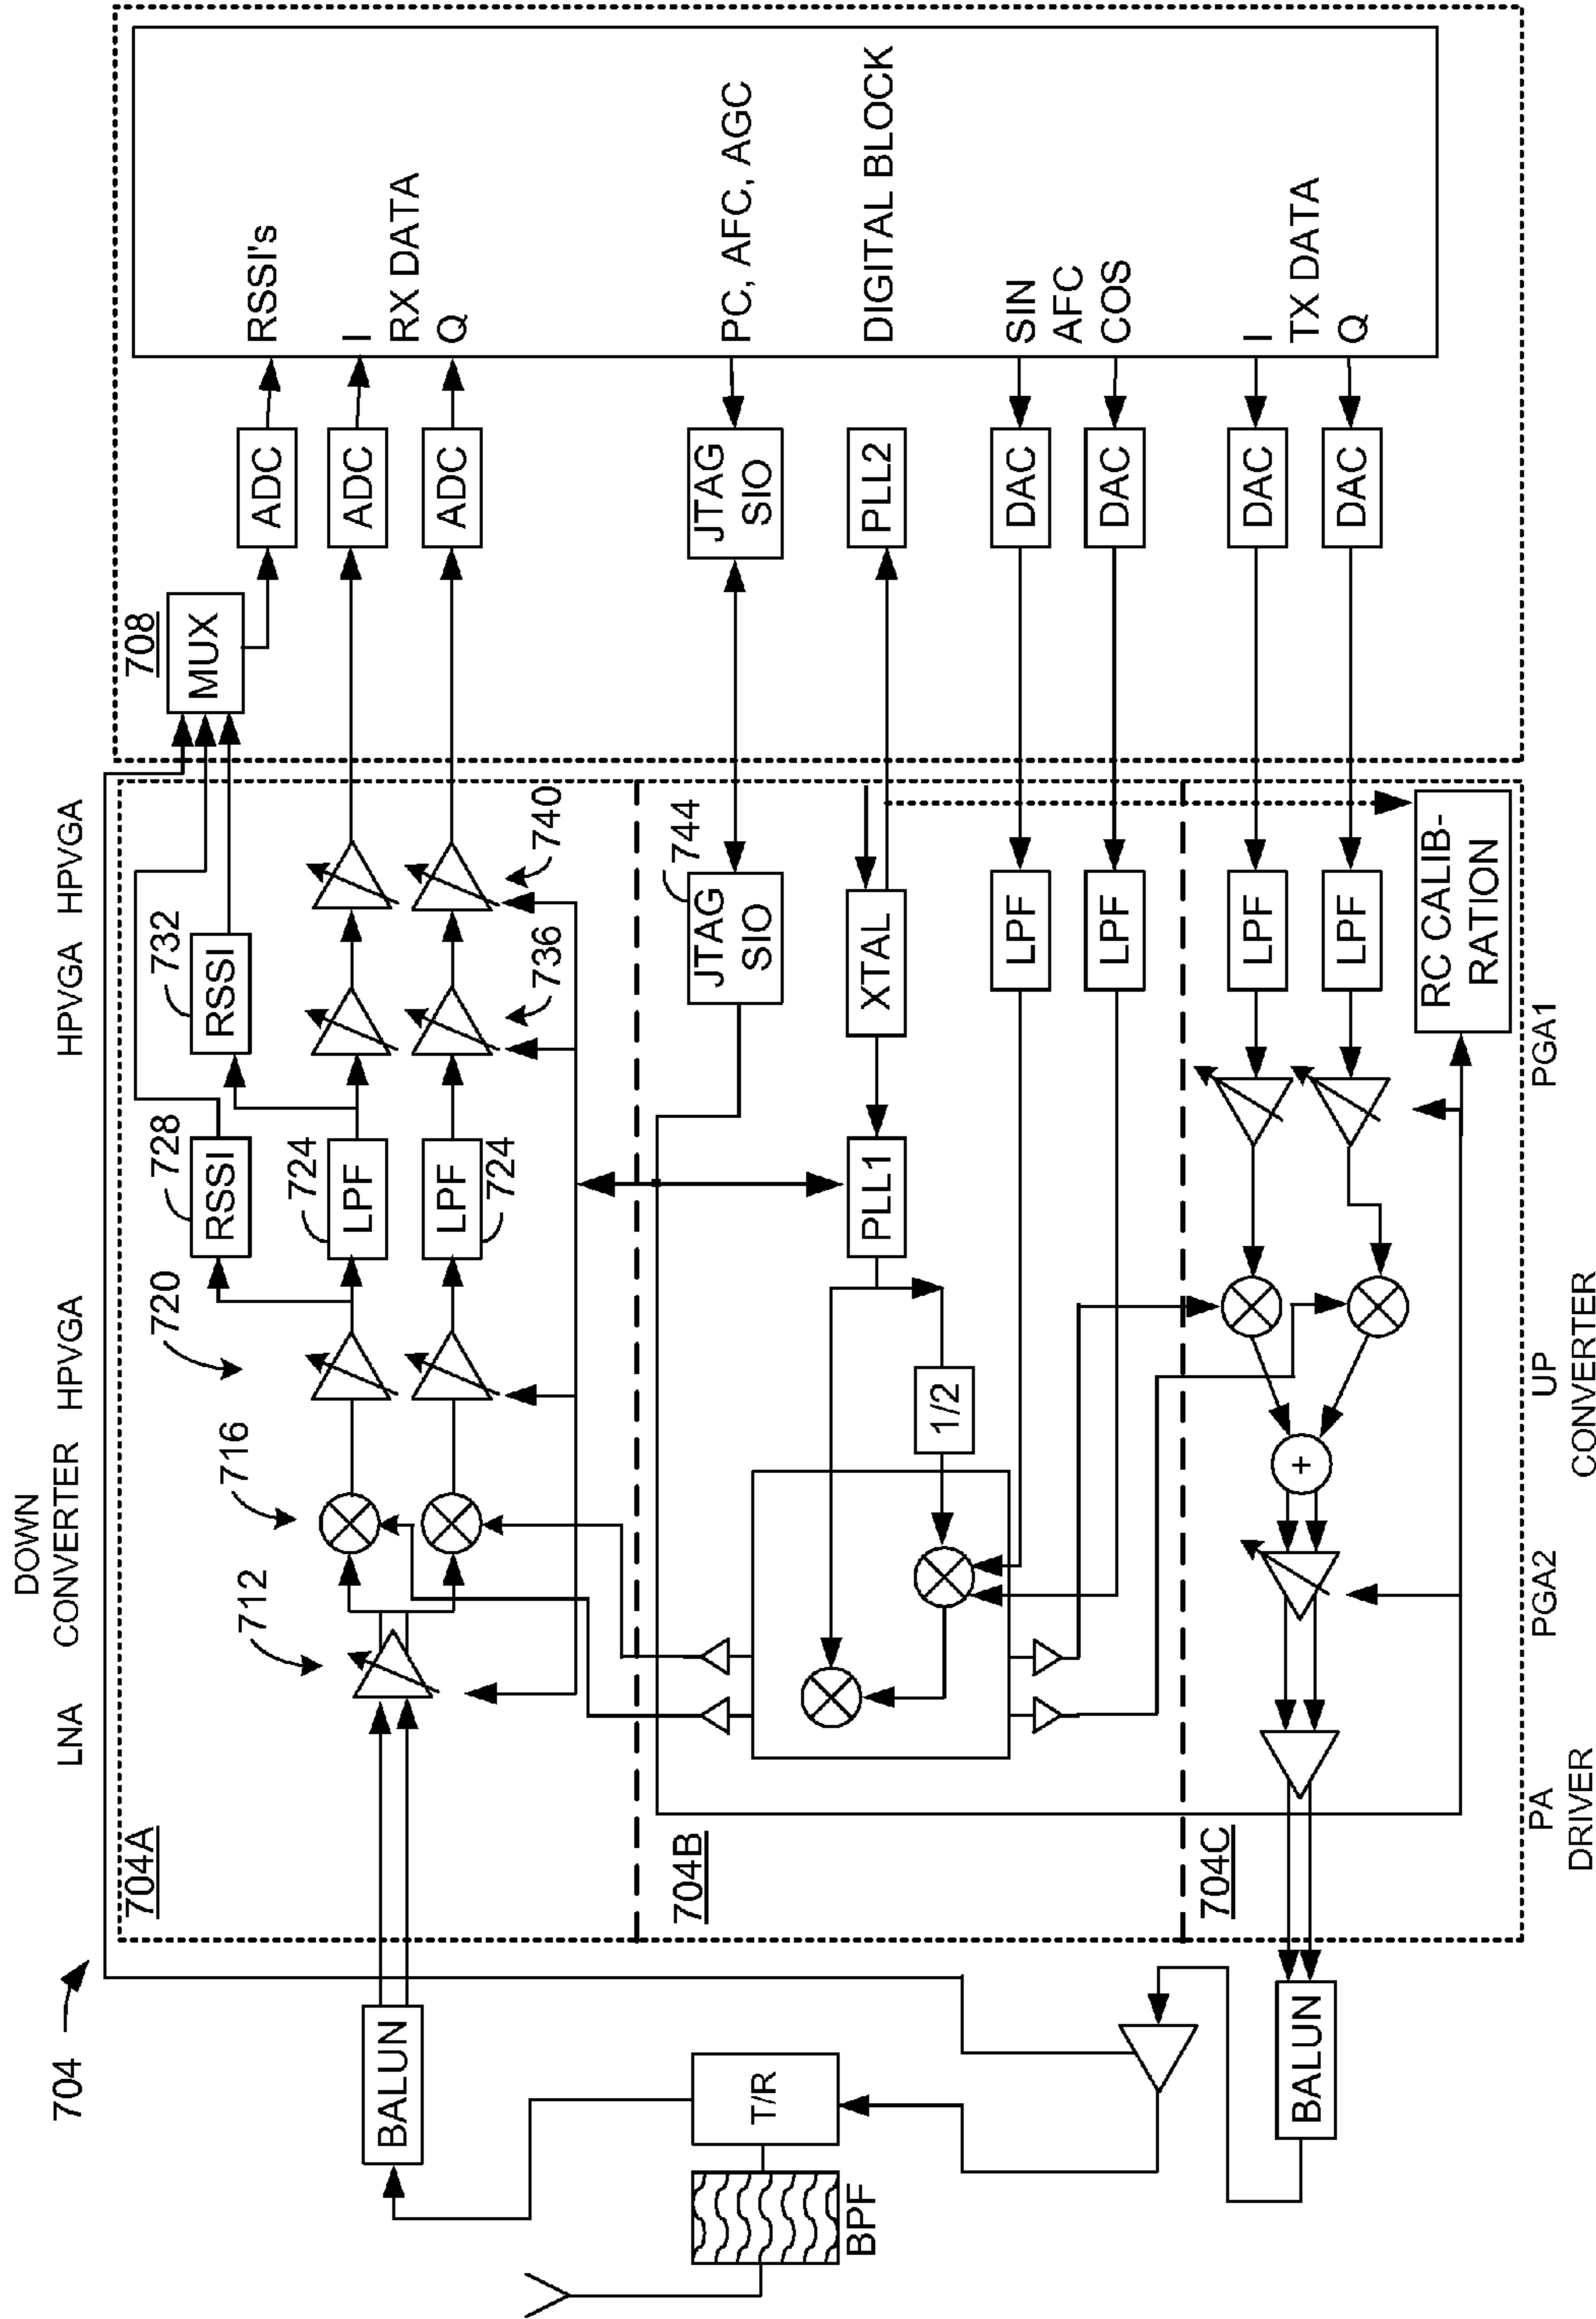 704
LNA
DOWN
CONVERTER
HPVGA
HPVGA
HPVGA
704A
712
716
720
728
RSSI
732
RSSI
724
LPF
LPF
724
736
740
BALUN
708
MUX
ADC
RSSI's
ADC
I
RX DATA
ADC
Q
704B
JTAG
SIO
744
JTAG
SIO
PC, AFC, AGC
T/R
BPF
PLL1
XTAL
PLL2
DIGITAL BLOCK
1/2
LPF
DAC
SIN
AFC
LPF
DAC
COS
704C
LPF
DAC
I
TX DATA
LPF
DAC
Q
+
BALUN
RC CALIB-
RATION
PA
DRIVER
PGA2
UP
CONVERTER
PGA1